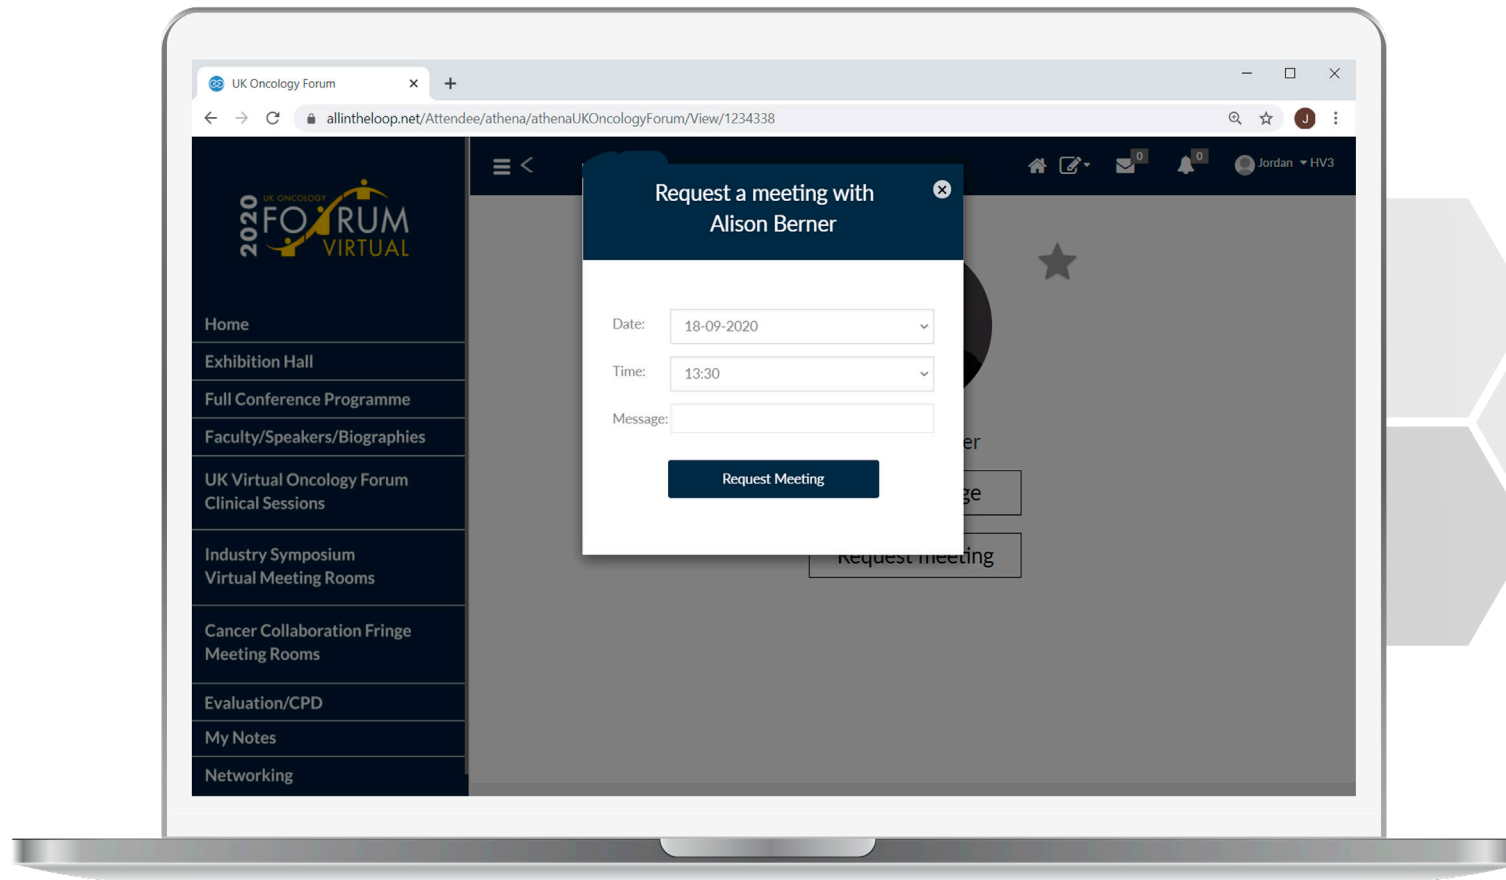 UK Oncology Forum
allintheloop.net/Attendee/athena/athenaUKOncologyForum/View/1234338
J
0
0
Jordan
HV3
2020
UK ONCOLOGY
FORUM
VIRTUAL
Home
Exhibition Hall
Full Conference Programme
Faculty/Speakers/Biographies
UK Virtual Oncology Forum
Clinical Sessions
Industry Symposium
Virtual Meeting Rooms
Cancer Collaboration Fringe
Meeting Rooms
Evaluation/CPD
My Notes
Networking
Request a meeting with
Alison Berner
Date: 18-09-2020
Time: 13:30
Message:
Request Meeting
er
ge
Request meeting